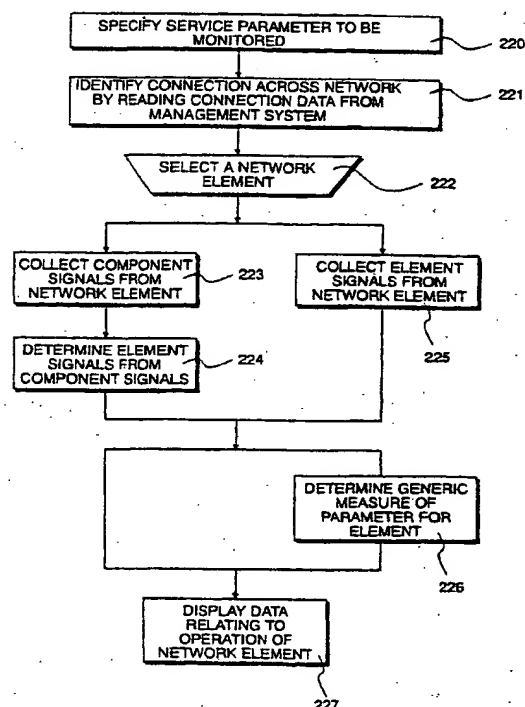 SPECIFY SERVICE PARAMETER TO BE
MONITORED
220
IDENTIFY CONNECTION ACROSS NETWORK
BY READING CONNECTION DATA FROM
MANAGEMENT SYSTEM
221
SELECT A NETWORK
ELEMENT
222
COLLECT COMPONENT
SIGNALS FROM
NETWORK ELEMENT
223
COLLECT ELEMENT
SIGNALS FROM
NETWORK ELEMENT
225
DETERMINE ELEMENT
SIGNALS FROM
COMPONENT SIGNALS
224
DETERMINE GENERIC
MEASURE OF
PARAMETER FOR
ELEMENT
226
DISPLAY DATA
RELATING TO
OPERATION OF
NETWORK ELEMENT
227